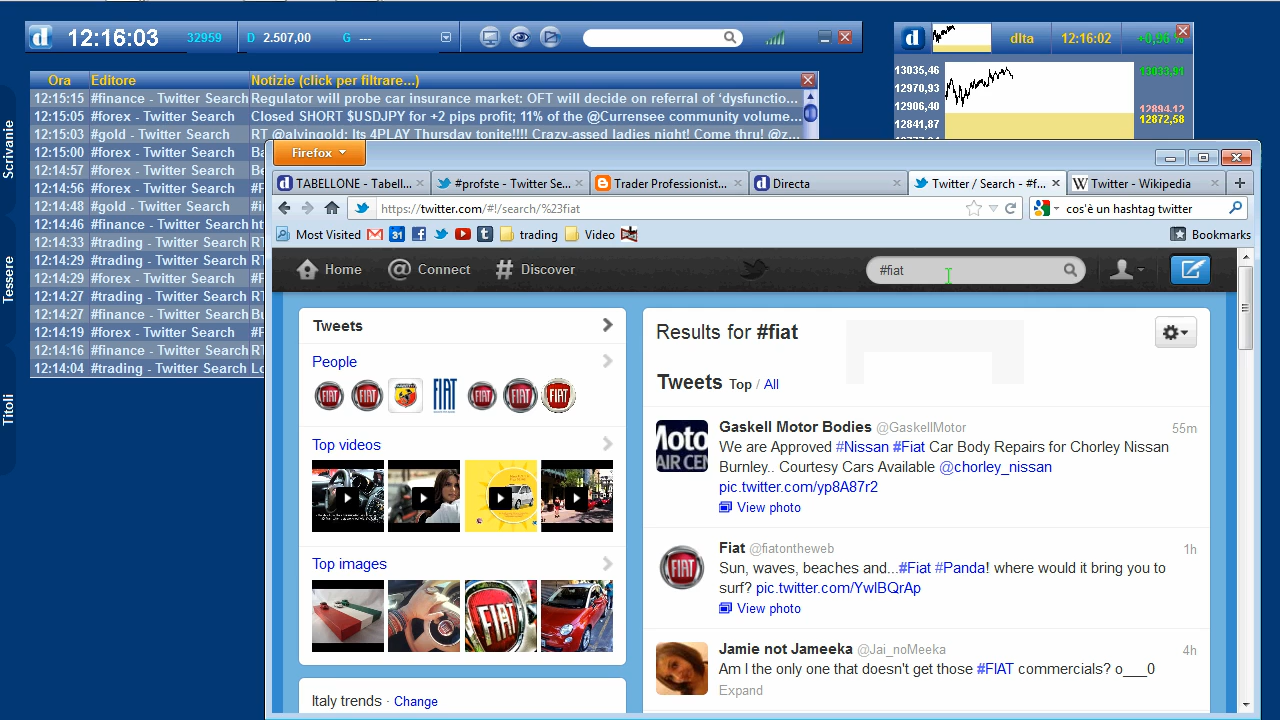 12:16:03
32959
D 2.507,00
G ---
dIta
12:16:02
+0,96 %
13035,46
12970,93
12906,40
12841,87
13033,91
12894,12
12872,58
Scrivanie
Tessere
Titoli
Ora Editore Notizie (click per filtrare...)
12:15:15 #finance - Twitter Search Regulator will probe car insurance market: OFT will decide on referral of 'dysfunctio...
12:15:05 #forex - Twitter Search Closed SHORT $USDJPY for +2 pips profit; 11% of the @Currensee community volume...
12:15:03 #gold - Twitter Search RT @alvingold: Its 4PLAY Thursday tonite!!!! Crazy-assed ladies night! Come thru! @z...
12:15:00 #forex - Twitter Search Ba
12:14:57 #forex - Twitter Search Be
12:14:56 #forex - Twitter Search #F
12:14:48 #gold - Twitter Search #i
12:14:46 #finance - Twitter Search ht
12:14:33 #trading - Twitter Search RT
12:14:29 #trading - Twitter Search RT
12:14:29 #forex - Twitter Search #F
12:14:27 #trading - Twitter Search RT
12:14:27 #finance - Twitter Search Bu
12:14:19 #forex - Twitter Search #F
12:14:16 #finance - Twitter Search RT
12:14:04 #trading - Twitter Search Lo
Firefox
TABELLONE - Tabell...
#profste - Twitter Se...
Trader Professionist...
Directa
Twitter / Search - #f...
Twitter - Wikipedia
https://twitter.com/#!/search/%23fiat
cos'è un hashtag twitter
Most Visited
31
trading
Video
Bookmarks
Home
Connect
Discover
#fiat
Tweets
People
FIAT
Top videos
Top images
Italy trends · Change
Results for #fiat
Tweets Top / All
Gaskell Motor Bodies @GaskellMotor 55m
We are Approved #Nissan #Fiat Car Body Repairs for Chorley Nissan
Burnley.. Courtesy Cars Available @chorley_nissan
pic.twitter.com/yp8A87r2
View photo
Fiat @fiatontheweb 1h
Sun, waves, beaches and...#Fiat #Panda! where would it bring you to
surf? pic.twitter.com/YwlBQrAp
View photo
Jamie not Jameeka @Jai_noMeeka 4h
Am I the only one that doesn't get those #FIAT commercials? o___0
Expand